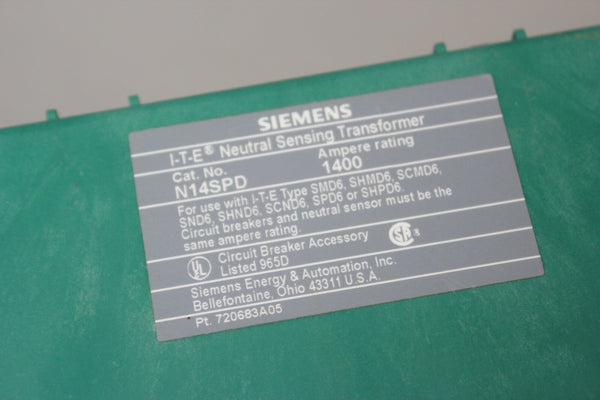 SIEMENS
I-T-E® Neutral Sensing Transformer
Cat. No. Ampere rating
N14SPD 1400
For use with I-T-E Type SMD6, SHMD6, SCMD6,
SND6, SHND6, SCND6, SPD6 or SHPD6.
Circuit breakers and neutral sensor must be the
same ampere rating.
UL Circuit Breaker Accessory SA ®
Listed 965D
Siemens Energy & Automation, Inc.
Bellefontaine, Ohio 43311 U.S.A.
Pt. 720683A05